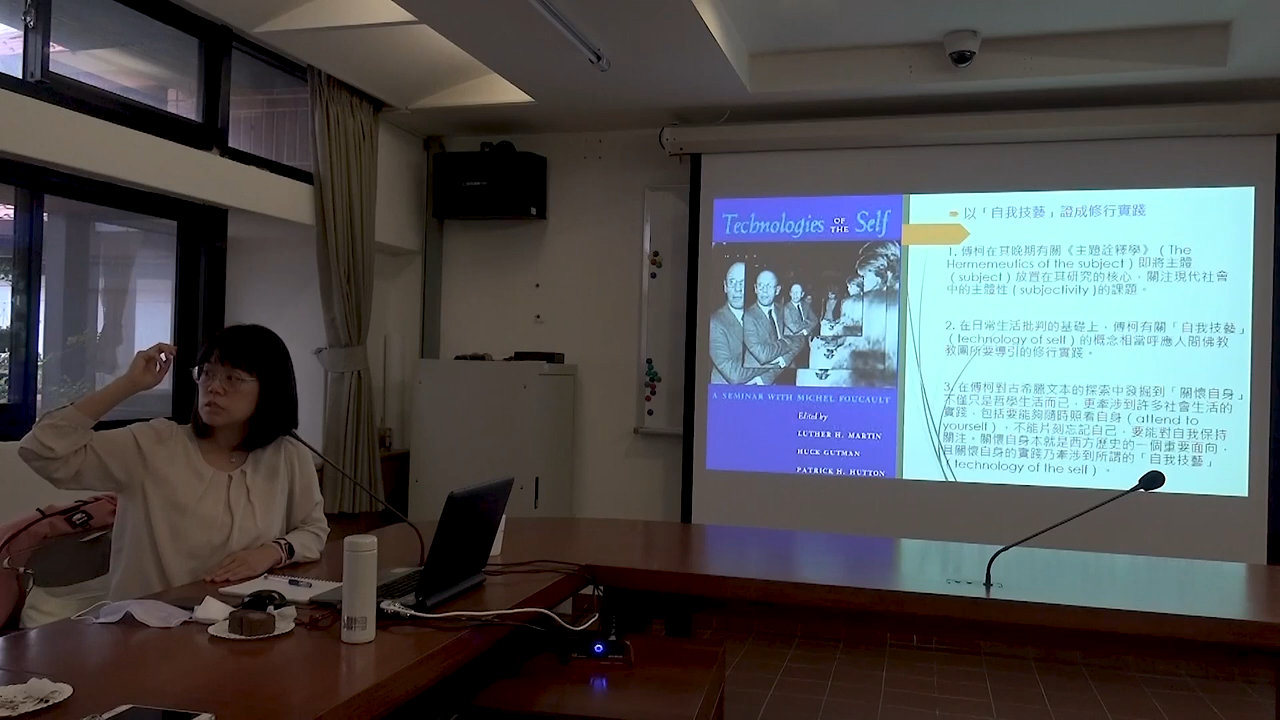 Technologies OF THE Self
A SEMINAR WITH MICHEL FOUCAULT
Edited by
LUTHER H. MARTIN
HUCK GUTMAN
PATRICK H. HUTTON
以「自我技藝」證成修行實踐
1. 傅柯在其晚期有關《主題詮釋學》(The
Hermemeutics of the subject)即將主體
(subject)放置在其研究的核心,關注現代社會
中的主體性(subjectivity)的課題。
2. 在日常生活批判的基礎上,傅柯有關「自我技藝」
(technology of self)的概念相當呼應人間佛教
教團所要導引的修行實踐。
3. 在傅柯對古希臘文本的探索中發掘到「關懷自身」
不僅只是哲學生活而已,更牽涉到許多社會生活的
實踐,包括要能夠隨時照看自身(attend to
yourself),不能片刻忘記自己,要能對自我保持
關注。關懷自身本就是西方歷史的一個重要面向,
且關懷自身的實踐乃牽涉到所謂的「自我技藝」
(technology of the self)。